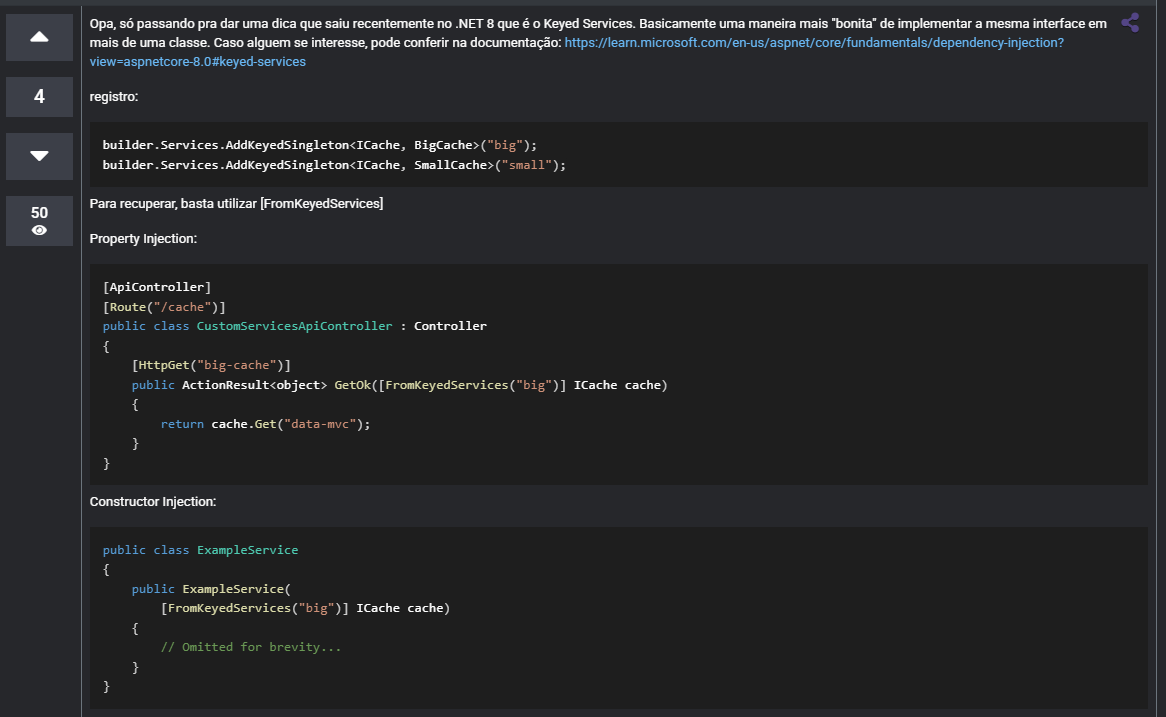 Opa, só passando pra dar uma dica que saiu recentemente no .NET 8 que é o Keyed Services. Basicamente uma maneira mais "bonita" de implementar a mesma interface em
mais de uma classe. Caso alguem se interesse, pode conferir na documentação: https://learn.microsoft.com/en-us/aspnet/core/fundamentals/dependency-injection?
view=aspnetcore-8.0#keyed-services
4
registro:
builder.Services.AddKeyedSingleton<ICache, BigCache>("big");
builder.Services.AddKeyedSingleton<ICache, SmallCache>("small");
50
Para recuperar, basta utilizar [FromKeyedServices]
Property Injection:
[ApiController]
[Route("/cache")]
public class CustomServicesApiController : Controller
{
    [HttpGet("big-cache")]
    public ActionResult<object> GetOk([FromKeyedServices("big")] ICache cache)
    {
        return cache.Get("data-mvc");
    }
}
Constructor Injection:
public class ExampleService
{
    public ExampleService(
        [FromKeyedServices("big")] ICache cache)
    {
        // Omitted for brevity...
    }
}